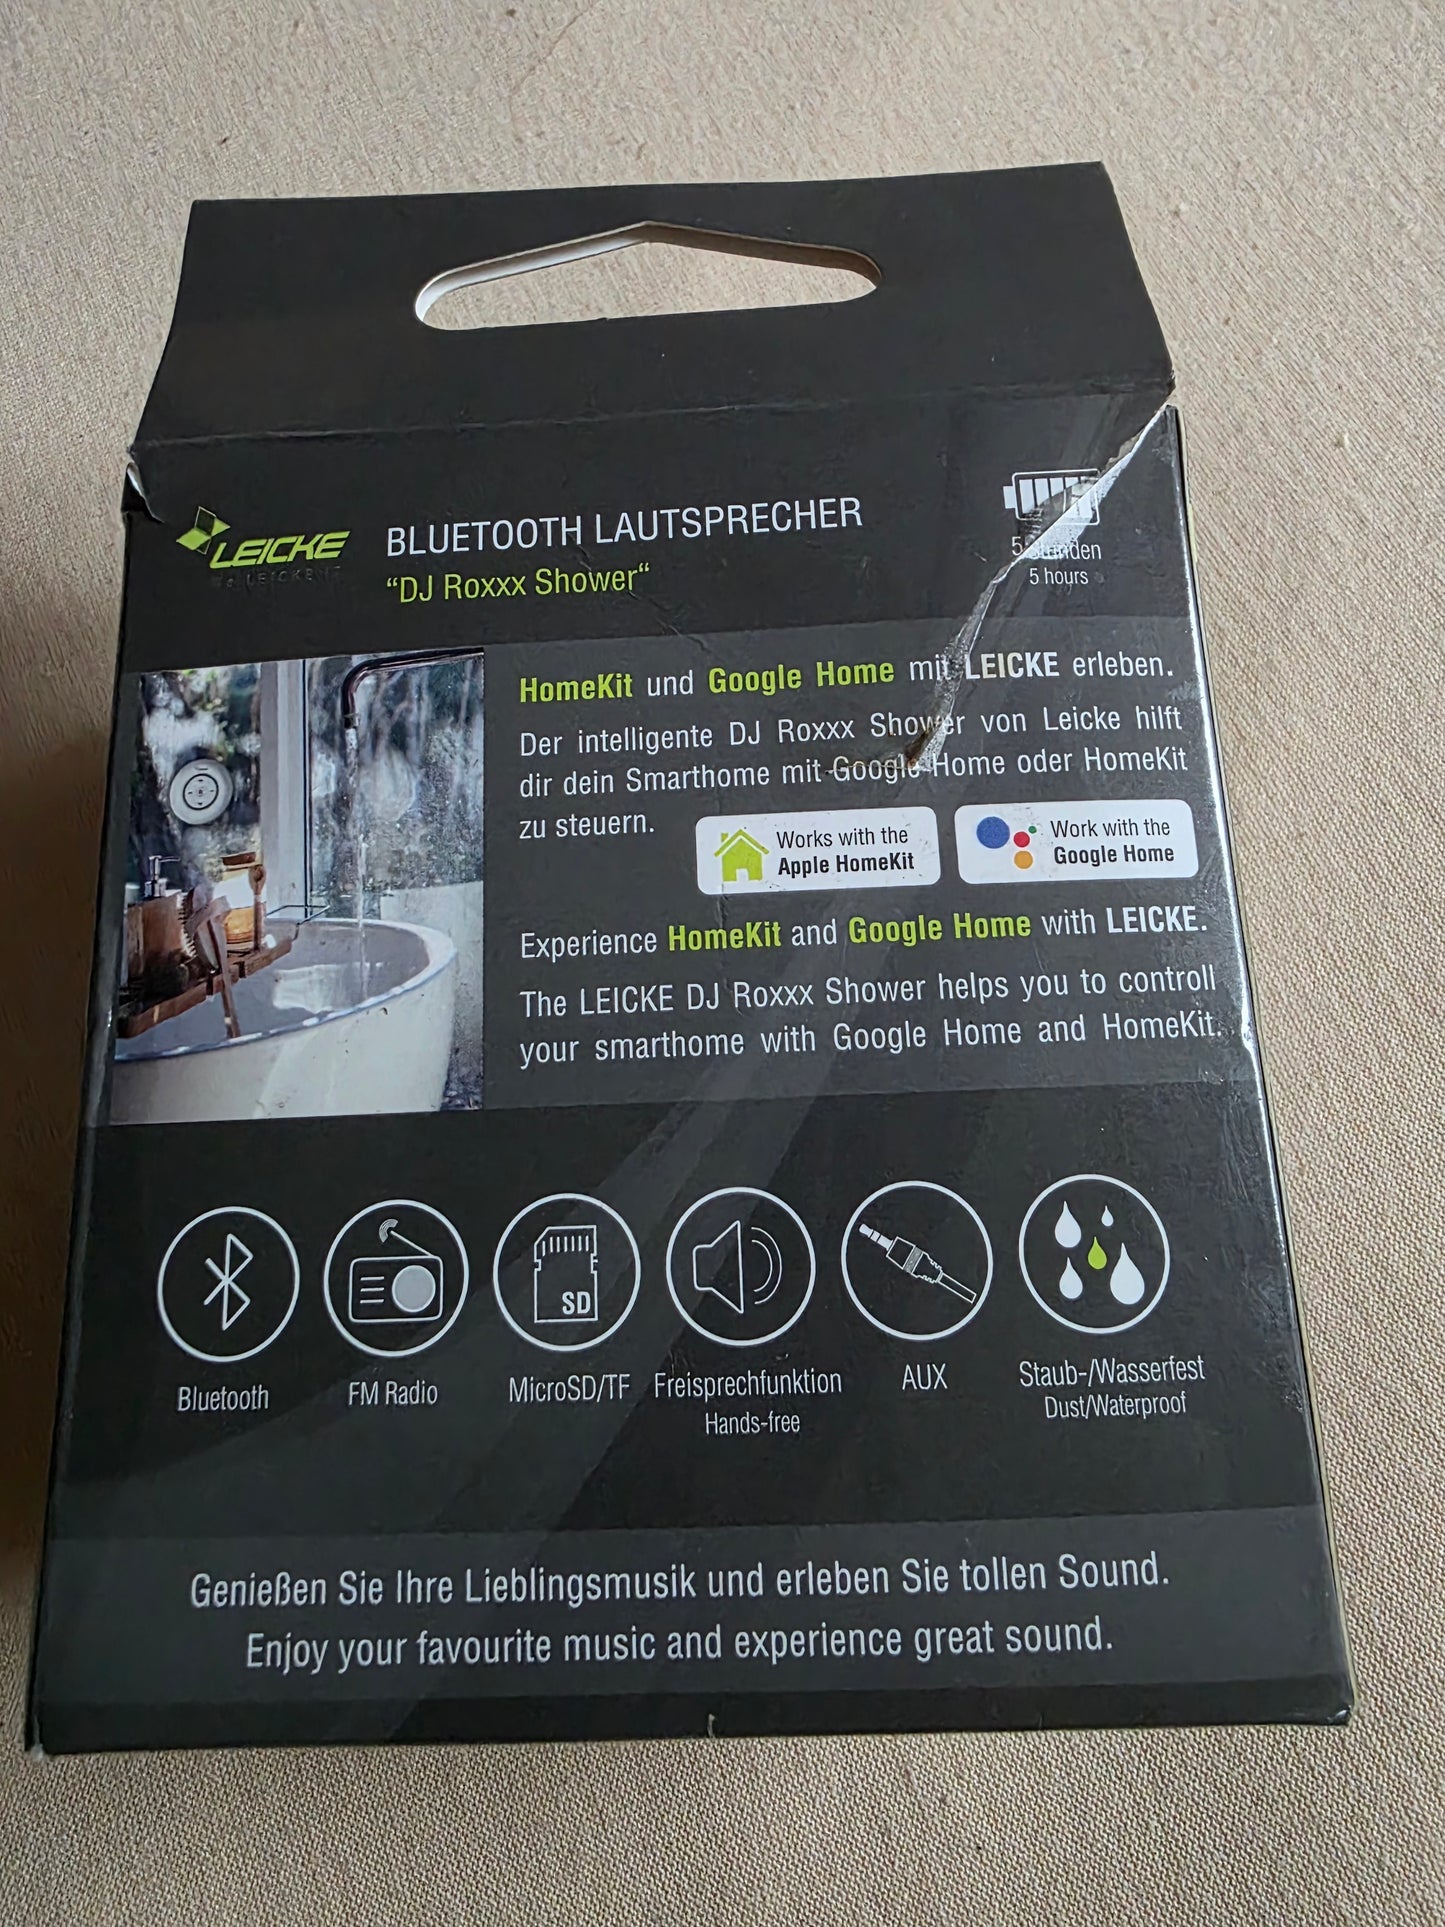 LEICKE
BLUETOOTH LAUTSPRECHER
“DJ Roxxx Shower“
5 Stunden
5 hours
HomeKit und Google Home mit LEICKE erleben.
Der intelligente DJ Roxxx Shower von Leicke hilft
dir dein Smarthome mit Google Home oder HomeKit
zu steuern.
Works with the
Apple HomeKit
Work with the
Google Home
Experience HomeKit and Google Home with LEICKE.
The LEICKE DJ Roxxx Shower helps you to controll
your smarthome with Google Home and HomeKit.
SD
Bluetooth
FM Radio
MicroSD/TF
Freisprechfunktion
Hands-free
AUX
Staub-/Wasserfest
Dust/Waterproof
Genießen Sie Ihre Lieblingsmusik und erleben Sie tollen Sound.
Enjoy your favourite music and experience great sound.